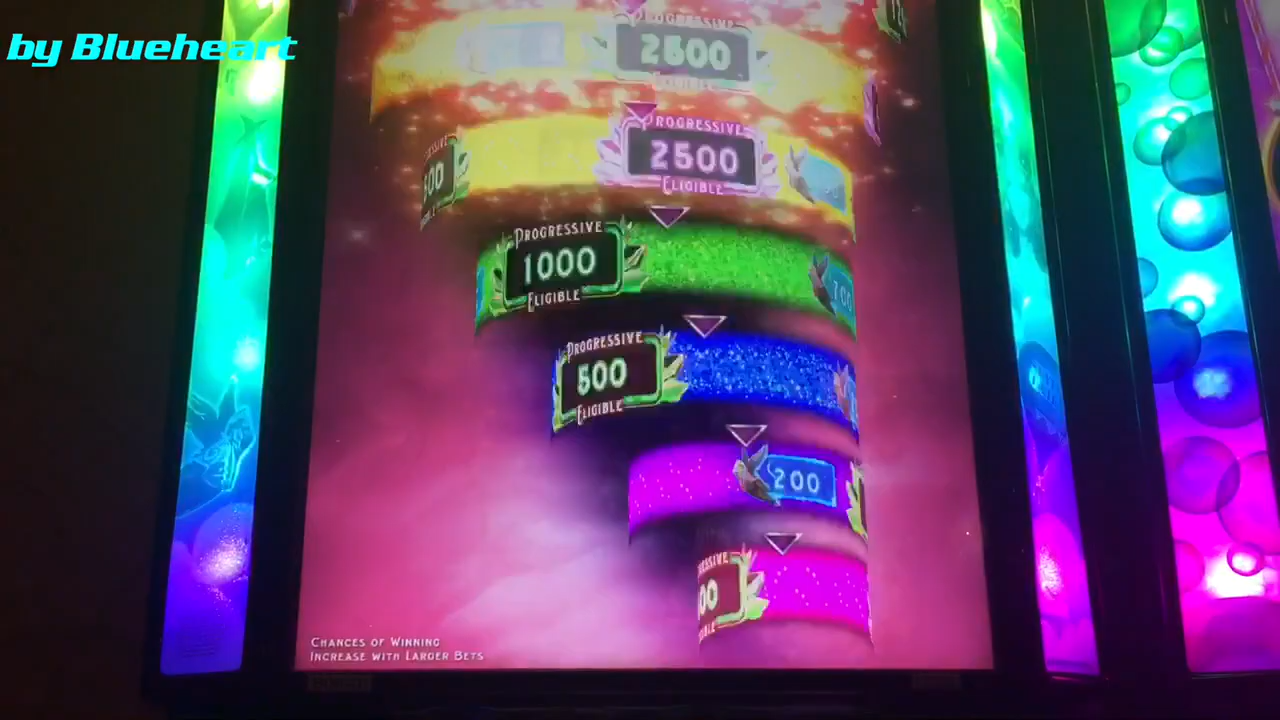 by Blueheart
PROGRESSIVE
2500
ELIGIBLE
PROGRESSIVE
2500
ELIGIBLE
PROGRESSIVE
1000
ELIGIBLE
700
PROGRESSIVE
500
ELIGIBLE
200
CHANCES OF WINNING
INCREASE WITH LARGER BETS